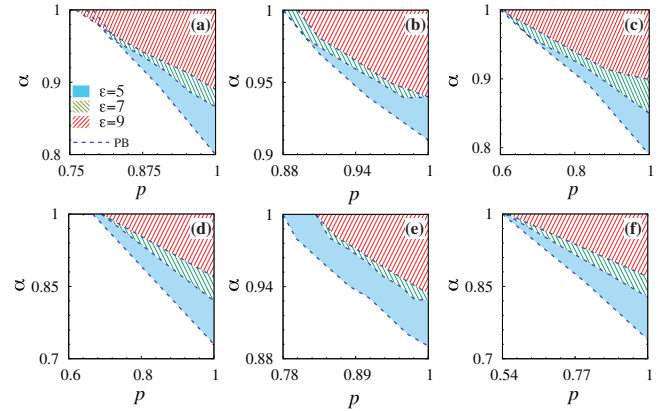 1 (a) 1 (b) 1 (c)
α 0.9 α 0.95 α 0.9
ε=5
ε=7
ε=9
PB
0.8 0.9 0.8
0.75 0.875 1 0.88 0.94 1 0.6 0.8 1
p p p
1 (d) 1 (e) 1 (f)
α 0.85 α 0.94 α 0.85
0.7 0.88 0.7
0.6 0.8 1 0.78 0.89 1 0.54 0.77 1
p p p